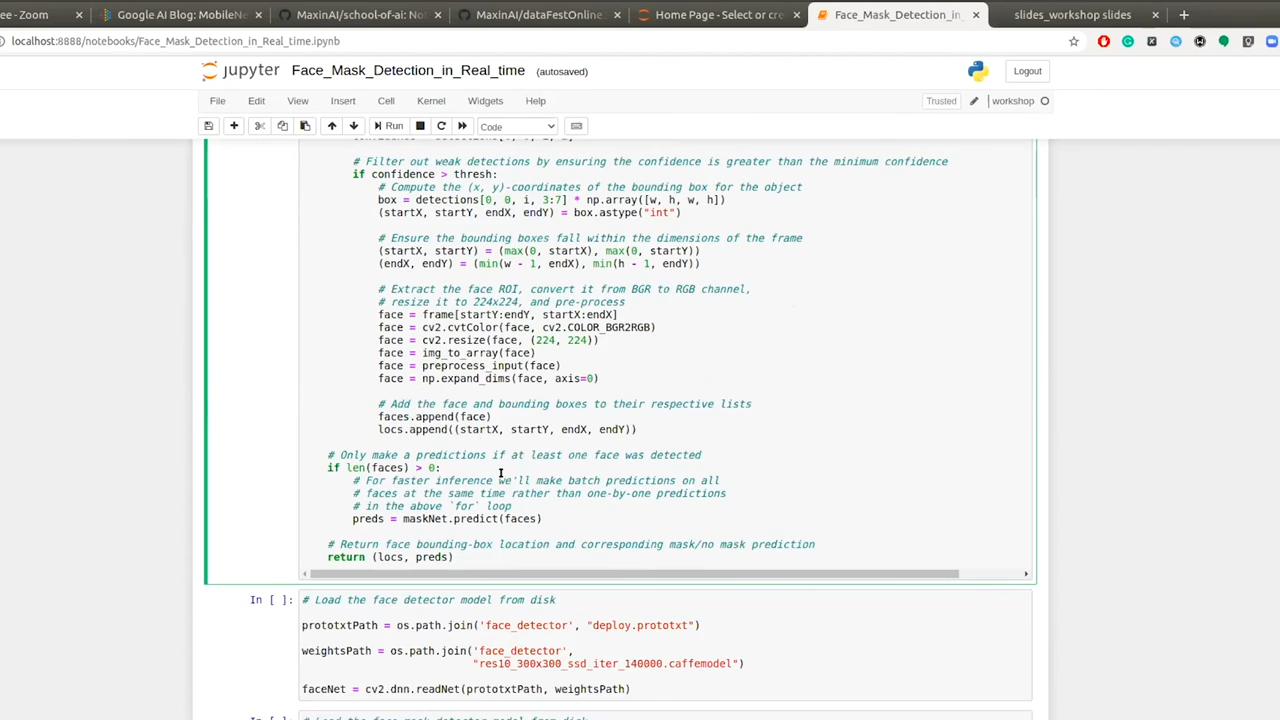 ee - Zoom
Google AI Blog: MobileNe
MaxinAI/school-of-ai: No
MaxinAI/dataFestOnline
Home Page - Select or cre
Face_Mask_Detection_in_
slides_workshop slides
localhost:8888/notebooks/Face_Mask_Detection_in_Real_time.ipynb
jupyter Face_Mask_Detection_in_Real_time (autosaved)
Logout
File Edit View Insert Cell Kernel Widgets Help
Trusted
workshop
Run
Code
# Filter out weak detections by ensuring the confidence is greater than the minimum confidence
if confidence > thresh:
# Compute the (x, y)-coordinates of the bounding box for the object
box = detections[0, 0, i, 3:7] * np.array([w, h, w, h])
(startX, startY, endX, endY) = box.astype("int")
# Ensure the bounding boxes fall within the dimensions of the frame
(startX, startY) = (max(0, startX), max(0, startY))
(endX, endY) = (min(w - 1, endX), min(h - 1, endY))
# Extract the face ROI, convert it from BGR to RGB channel,
# resize it to 224x224, and pre-process
face = frame[startY:endY, startX:endX]
face = cv2.cvtColor(face, cv2.COLOR_BGR2RGB)
face = cv2.resize(face, (224, 224))
face = img_to_array(face)
face = preprocess_input(face)
face = np.expand_dims(face, axis=0)
# Add the face and bounding boxes to their respective lists
faces.append(face)
locs.append((startX, startY, endX, endY))
# Only make a predictions if at least one face was detected
if len(faces) > 0:
# For faster inference we'll make batch predictions on all
# faces at the same time rather than one-by-one predictions
# in the above `for` loop
preds = maskNet.predict(faces)
# Return face bounding-box location and corresponding mask/no mask prediction
return (locs, preds)
In [ ]:
# Load the face detector model from disk
prototxtPath = os.path.join('face_detector', "deploy.prototxt")
weightsPath = os.path.join('face_detector',
"res10_300x300_ssd_iter_140000.caffemodel")
faceNet = cv2.dnn.readNet(prototxtPath, weightsPath)